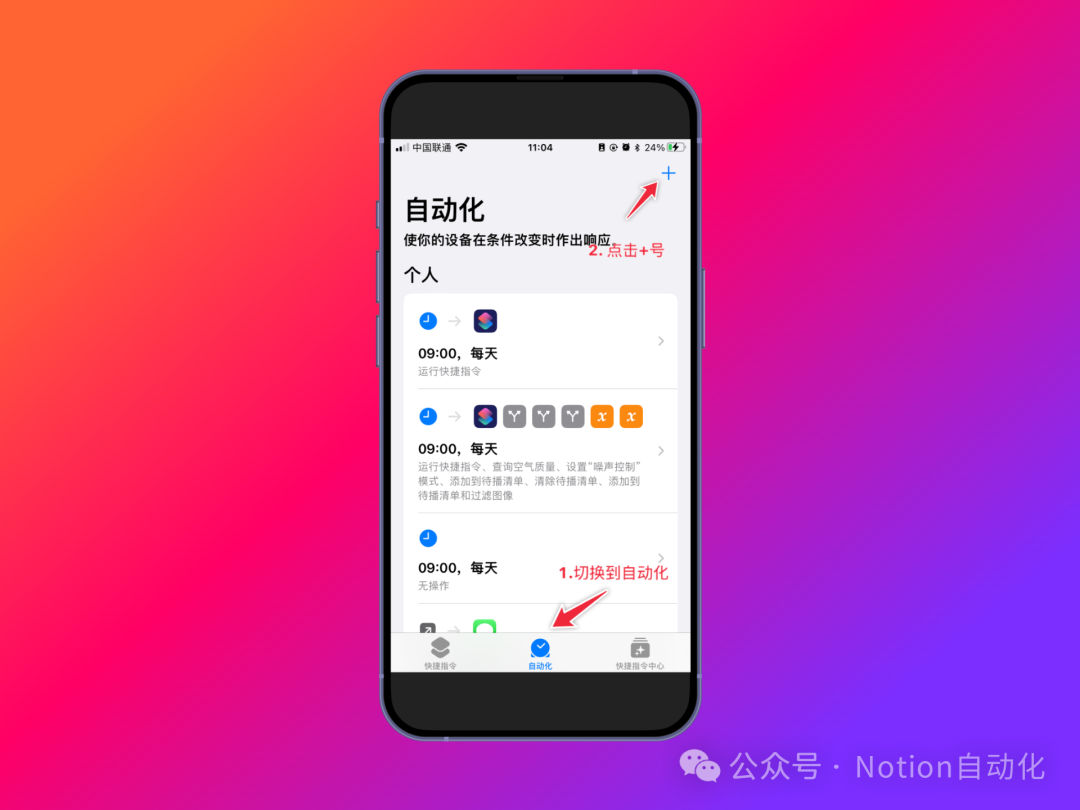 中国联通
11:04
24%
自动化
使你的设备在条件改变时作出响应。
2. 点击+号
个人
09:00，每天
运行快捷指令
x x
09:00，每天
运行快捷指令、查询空气质量、设置“噪声控制”
模式、添加到待播清单、清除待播清单、添加到
待播清单和过滤图像
09:00，每天
无操作
1.切换到自动化
快捷指令
自动化
快捷指令中心
公众号 · Notion自动化